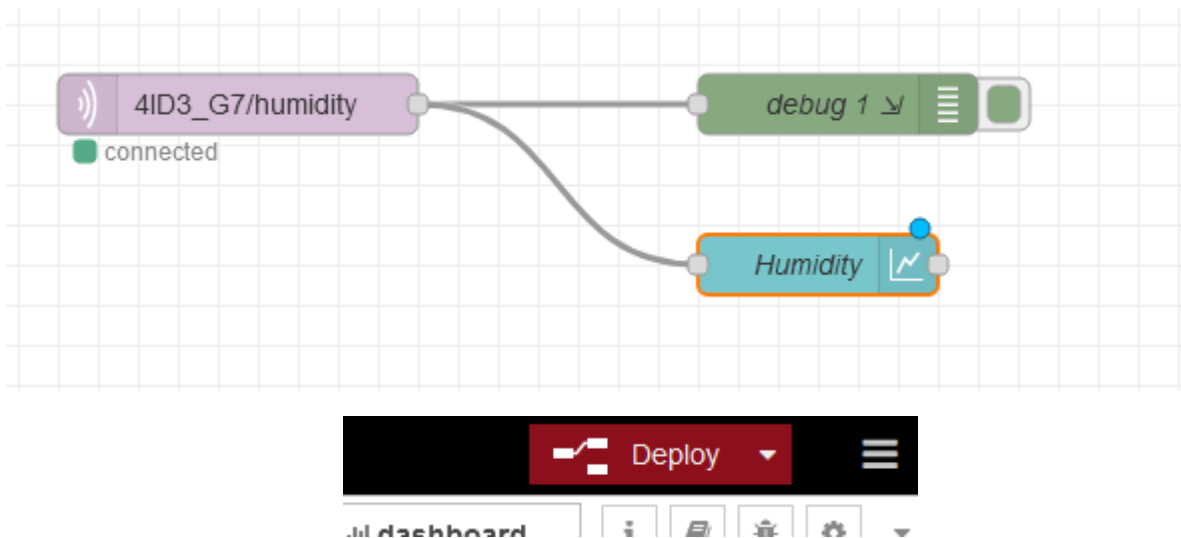 4ID3_G7/humidity
debug 1
connected
Humidity
Deploy
dashboard
i